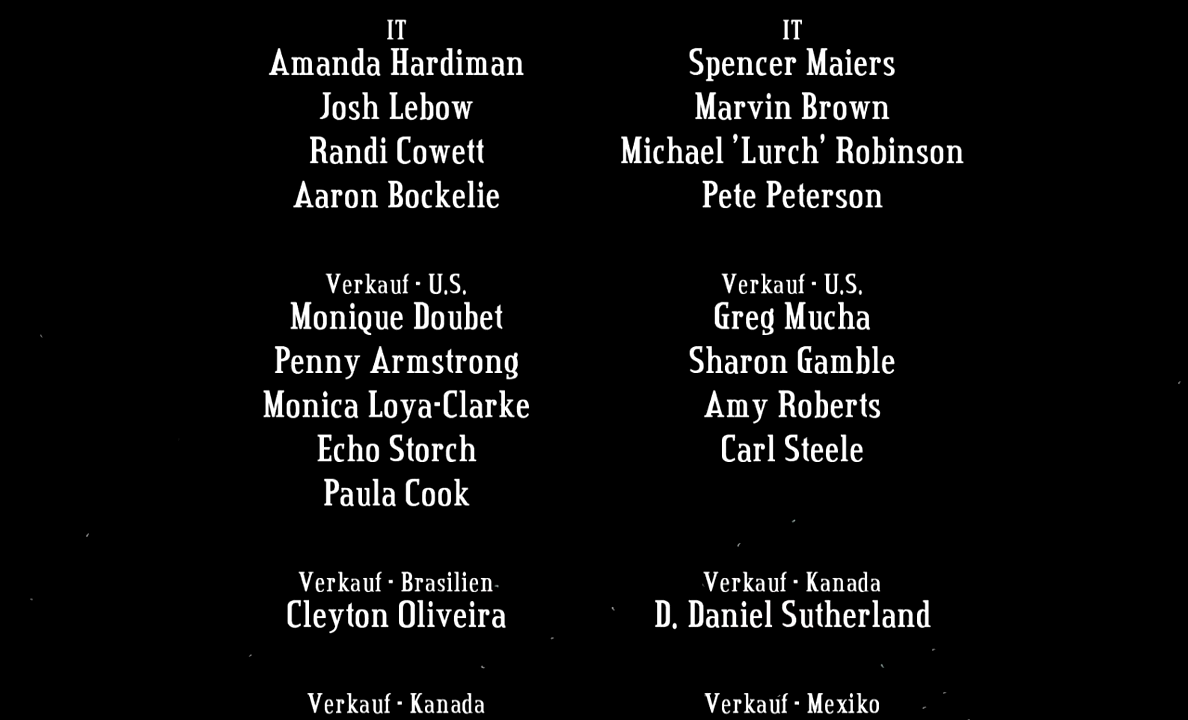 IT
Amanda Hardiman
Josh Lebow
Randi Cowett
Aaron Bockelie
IT
Spencer Maiers
Marvin Brown
Michael 'Lurch' Robinson
Pete Peterson
Verkauf - U.S.
Monique Doubet
Penny Armstrong
Monica Loya-Clarke
Echo Storch
Paula Cook
Verkauf - U.S.
Greg Mucha
Sharon Gamble
Amy Roberts
Carl Steele
Verkauf - Brasilien
Cleyton Oliveira
Verkauf - Kanada
D. Daniel Sutherland
Verkauf - Kanada
Verkauf - Mexiko